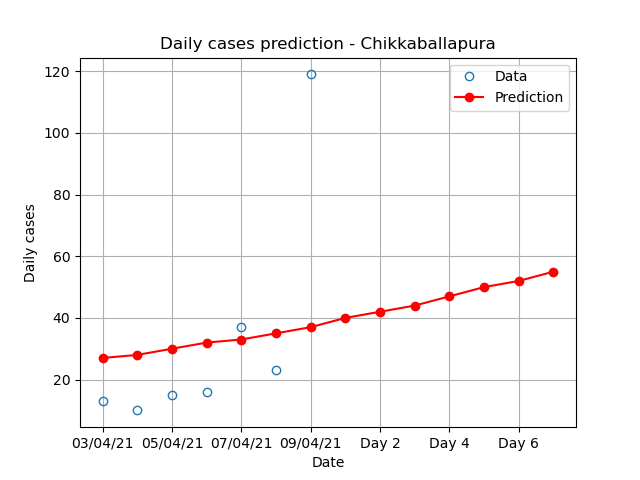 Daily cases prediction - Chikkaballapura
Data
Prediction
120
100
80
60
40
20
Daily cases
03/04/21 05/04/21 07/04/21 09/04/21 Day 2 Day 4 Day 6
Date